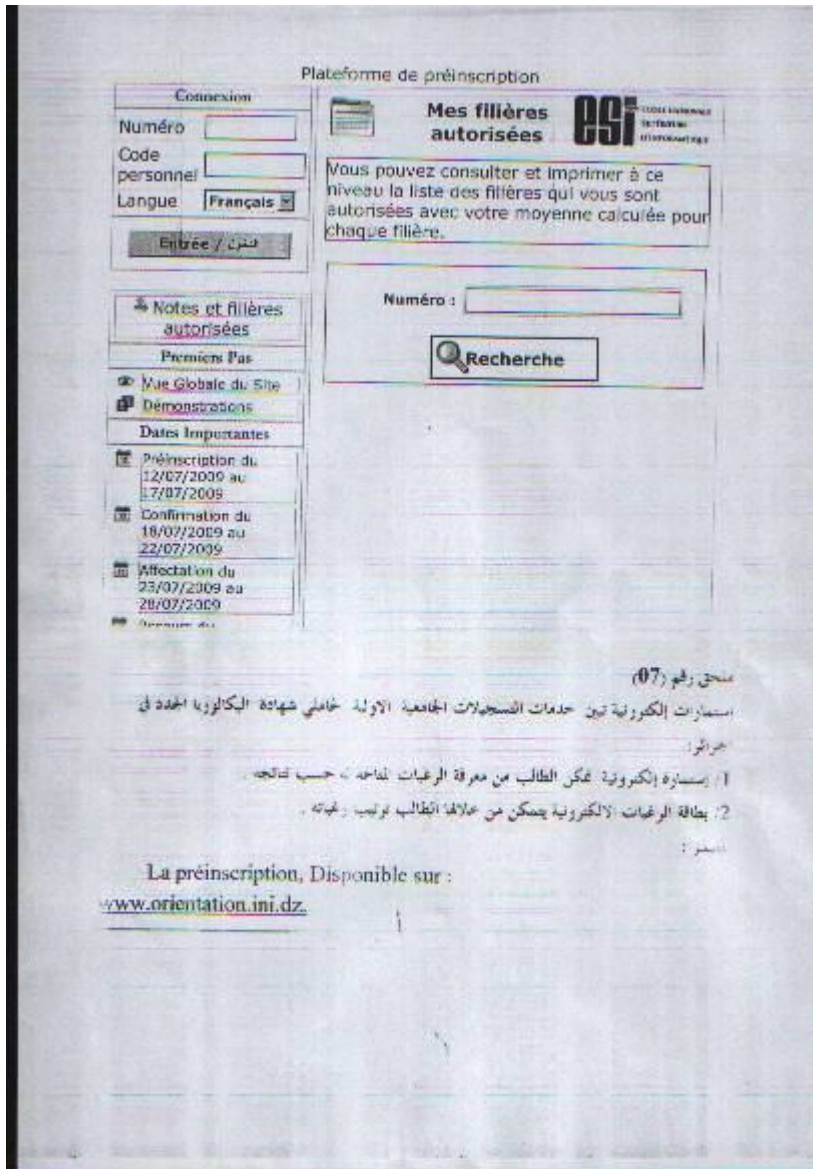 Plateforme de préinscription
Connexion
Numéro
Code
personnel
Langue Français
Entrée /
Notes et filières
autorisées
Premiers Pas
Vue Globale du Site
Démonstrations
Dates Importantes
Préinscription du
12/07/2009 au
17/07/2009
Confirmation du
18/07/2009 au
22/07/2009
Affectation du
23/07/2009 au
28/07/2009
Mes filières
autorisées
esi
Vous pouvez consulter et imprimer à ce
niveau la liste des filières qui vous sont
autorisées avec votre moyenne calculée pour
chaque filière.
Numéro :
Recherche
ملحق رقم (07)
استمارات إلكترونية تبين خدمات التسجيلات الجامعية الاولية لحاملي شهادة البكالوريا الجدد في
الجزائر:
1/ إستمارة إلكترونية تمكن الطالب من معرفة الرغبات المتاحة له حسب نتائجه .
2/ بطاقة الرغبات الالكترونية يتمكن من خلالها الطالب ترتيب رغباته .
المصدر :
La préinscription, Disponible sur :
www.orientation.ini.dz.
أ